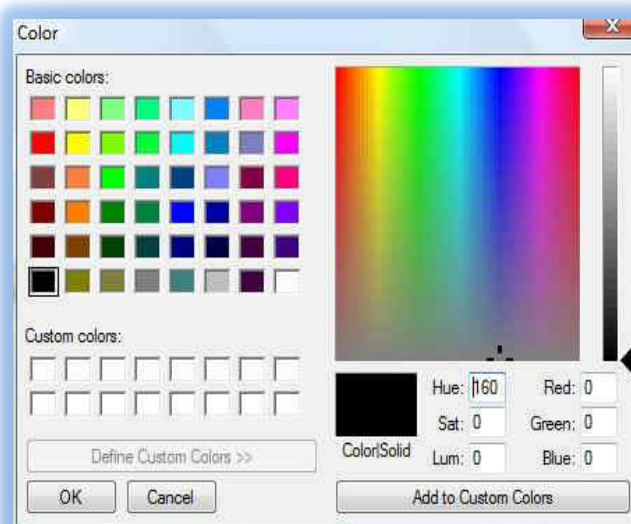 Color
X
Basic colors:
Custom colors:
Define Custom Colors >>
OK Cancel
Color|Solid
Hue: 160 Red: 0
Sat: 0 Green: 0
Lum: 0 Blue: 0
Add to Custom Colors